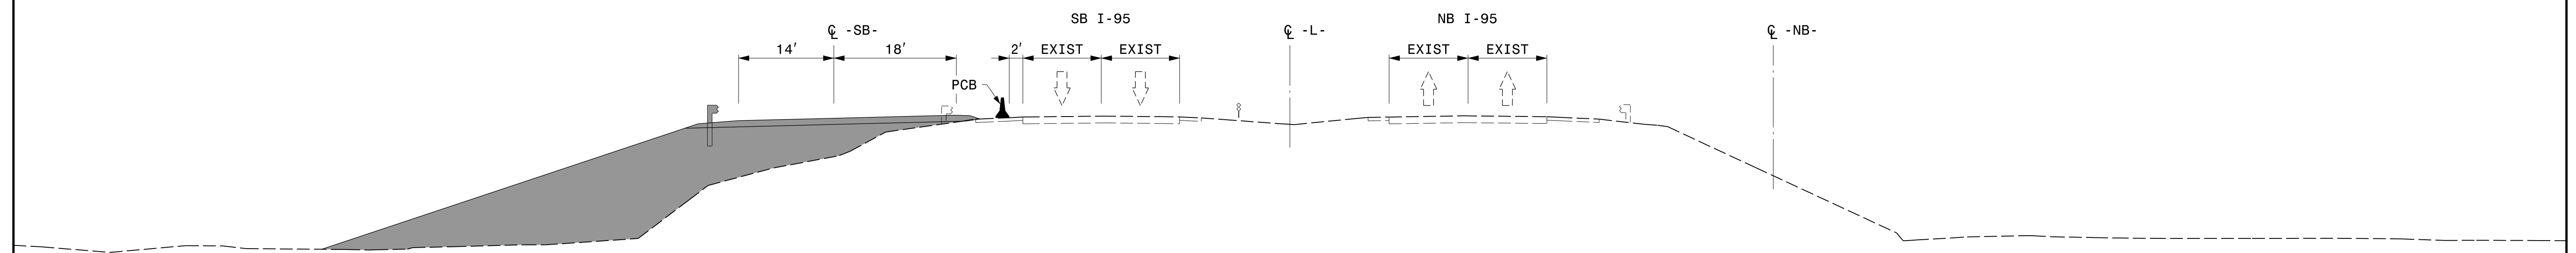 SB I-95
NB I-95
℄ -SB-
℄ -L-
℄ -NB-
14' 18' 2' EXIST EXIST EXIST EXIST
PCB